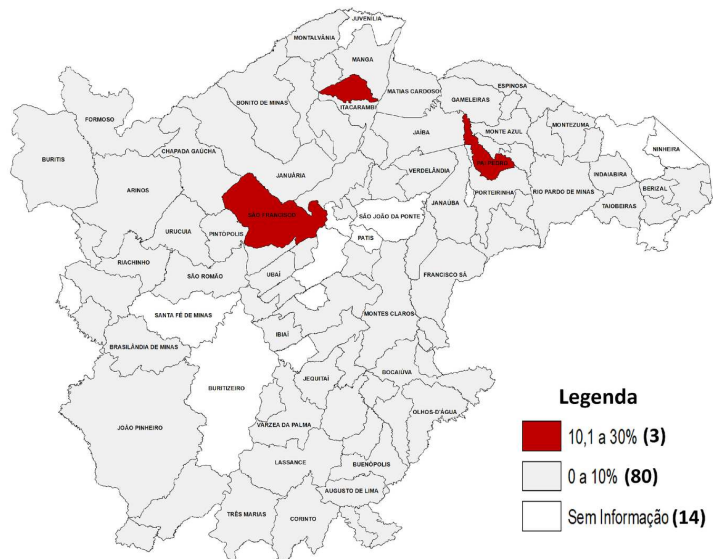 JUVENÍLIA
MONTALVÂNIA
MANGA
ESPINOSA
BONITO DE MINAS
MATIAS CARDOSO
GAMELEIRAS
ITACARAMBÍ
FORMOSO
JAÍBA
MONTE AZUL
MONTEZUMA
BURITIS
CHAPADA GAÚCHA
NINHEIRA
PAI PEDRO
JANUÁRIA
VERDELÂNDIA
INDAIABIRA
ARINOS
PORTEIRINHA
RIO PARDO DE MINAS
BERIZAL
JANAÚBA
TAIOBEIRAS
SÃO FRANCISCO
SÃO JOÃO DA PONTE
URUCUIA
PINTÓPOLIS
PATIS
RIACHINHO
SÃO ROMÃO
UBAÍ
FRANCISCO SÁ
SANTA FÉ DE MINAS
MONTES CLAROS
IBIAÍ
BRASILÂNDIA DE MINAS
BOCAIÚVA
JEQUITAÍ
BURITIZEIRO
OLHOS-D'ÁGUA
JOÃO PINHEIRO
VARZEA DA PALMA
LASSANCE
BUENÓPOLIS
AUGUSTO DE LIMA
TRÊS MARIAS
CORINTO
Legenda
10,1 a 30% (3)
0 a 10% (80)
Sem Informação (14)